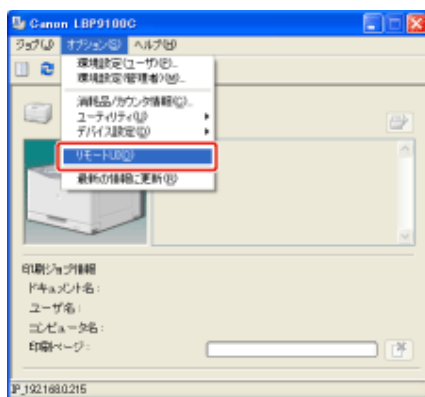 Canon LBP9100C
ジョブ(J) オプション(S) ヘルプ(H)
環境設定(ユーザ)(P)...
環境設定(管理者)(M)...
消耗品/カウンタ情報(C)...
ユーティリティ(U)
デバイス設定(D)
リモートUI(O)
最新の情報に更新(R)
印刷ジョブ情報
ドキュメント名:
ユーザ名:
コンピュータ名:
印刷ページ:
IP_192.168.0.215